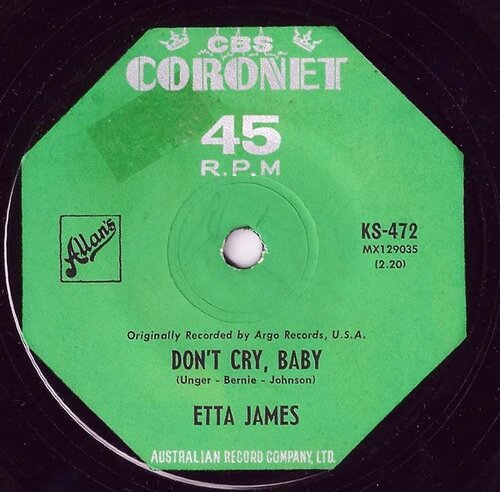 CBS
CORONET
45
R.P.M
Allan's
KS-472
MX129035
(2.20)
Originally Recorded by Argo Records, U.S.A.
DON'T CRY, BABY
(Unger - Bernie - Johnson)
ETTA JAMES
AUSTRALIAN RECORD COMPANY, LTD.